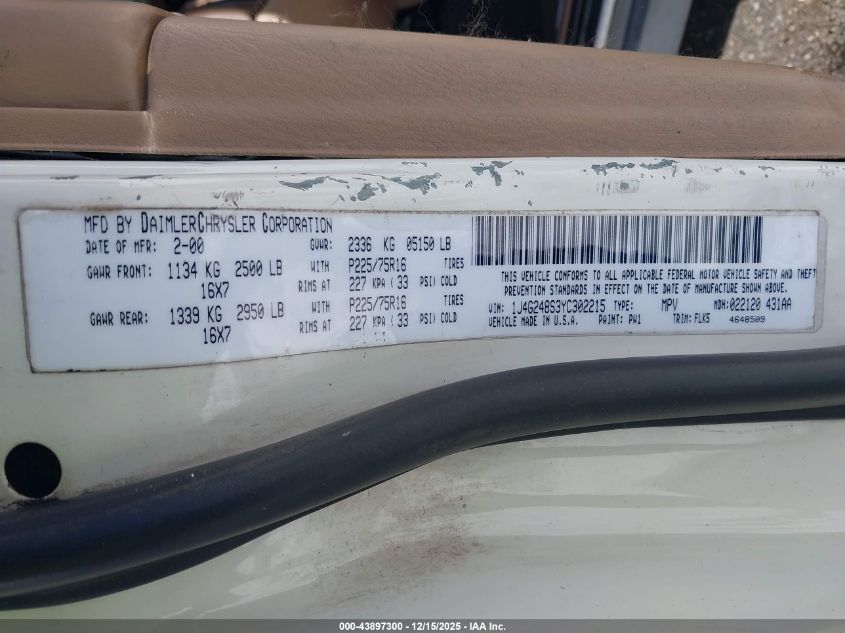 MFD BY DAIMLERCHRYSLER CORPORATION
DATE OF MFR: 2-00 GVWR: 2336 KG 05150 LB
GAWR FRONT: 1134 KG 2500 LB WITH P225/75R16 TIRES
16X7 RIMS AT 227 KPA ( 33 PSI) COLD
GAWR REAR: 1339 KG 2950 LB WITH P225/75R16 TIRES
16X7 RIMS AT 227 KPA ( 33 PSI) COLD
THIS VEHICLE CONFORMS TO ALL APPLICABLE FEDERAL MOTOR VEHICLE SAFETY AND THEFT
PREVENTION STANDARDS IN EFFECT ON THE DATE OF MANUFACTURE SHOWN ABOVE.
VIN: 1J4G248S3YC302215 TYPE: MPV MDH: 022120 431AA
VEHICLE MADE IN U.S.A. PAINT: PW1 TRIM: FLK5 4648509
000-43897300 - 12/15/2025 - IAA Inc.